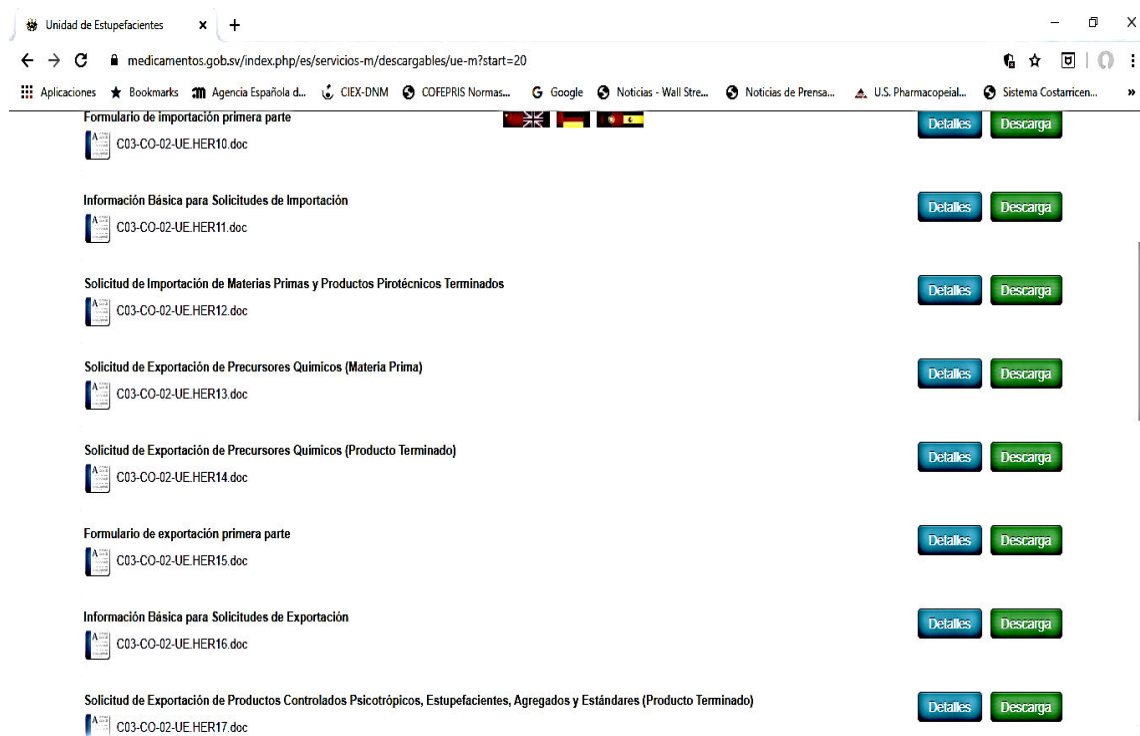 Unidad de Estupefacientes
medicamentos.gob.sv/index.php/es/servicios-m/descargables/ue-m?start=20
Aplicaciones Bookmarks Agencia Española d... CIEX-DNM COFEPRIS Normas... Google Noticias - Wall Stre... Noticias de Prensa... U.S. Pharmacopeial... Sistema Costarricen... »
Formulario de importación primera parte Detalles Descarga
C03-CO-02-UE.HER10.doc
Información Básica para Solicitudes de Importación Detalles Descarga
C03-CO-02-UE.HER11.doc
Solicitud de Importación de Materias Primas y Productos Pirotécnicos Terminados Detalles Descarga
C03-CO-02-UE.HER12.doc
Solicitud de Exportación de Precursores Quimicos (Materia Prima) Detalles Descarga
C03-CO-02-UE.HER13.doc
Solicitud de Exportación de Precursores Quimicos (Producto Terminado) Detalles Descarga
C03-CO-02-UE.HER14.doc
Formulario de exportación primera parte Detalles Descarga
C03-CO-02-UE.HER15.doc
Información Básica para Solicitudes de Exportación Detalles Descarga
C03-CO-02-UE.HER16.doc
Solicitud de Exportación de Productos Controlados Psicotrópicos, Estupefacientes, Agregados y Estándares (Producto Terminado) Detalles Descarga
C03-CO-02-UE.HER17.doc